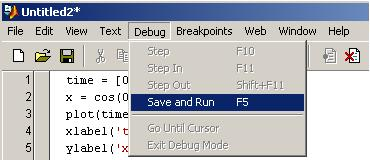 Untitled2*
File Edit View Text Debug Breakpoints Web Window Help
Step F10
Step In F11
Step Out Shift+F11
Save and Run F5
Go Until Cursor
Exit Debug Mode
1 time = [0
2 x = cos(0
3 plot(time
4 xlabel('t
5 ylabel('x